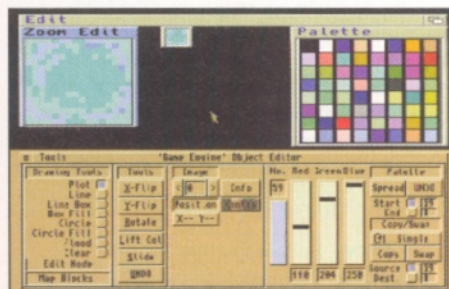 Edit
Zoom Edit
Palette
Tools
'Game Engine' Object Editor
Drawing Tools
Plot
Line
Line Box
Box Fill
Circle
Circle Fill
Flood
Clear
Edit Mode
Map Blocks
Tools
X-Flip
Y-Flip
Rotate
Lift Col
Slide
UNDO
Image
< 0 >
Info
Position
X-- Y--
No. Red Green Blue
59
110 204 250
Palette
Spread UNDO
Start 19
End
Copy/Swap
Single
Copy Swap
Source 19
Dest